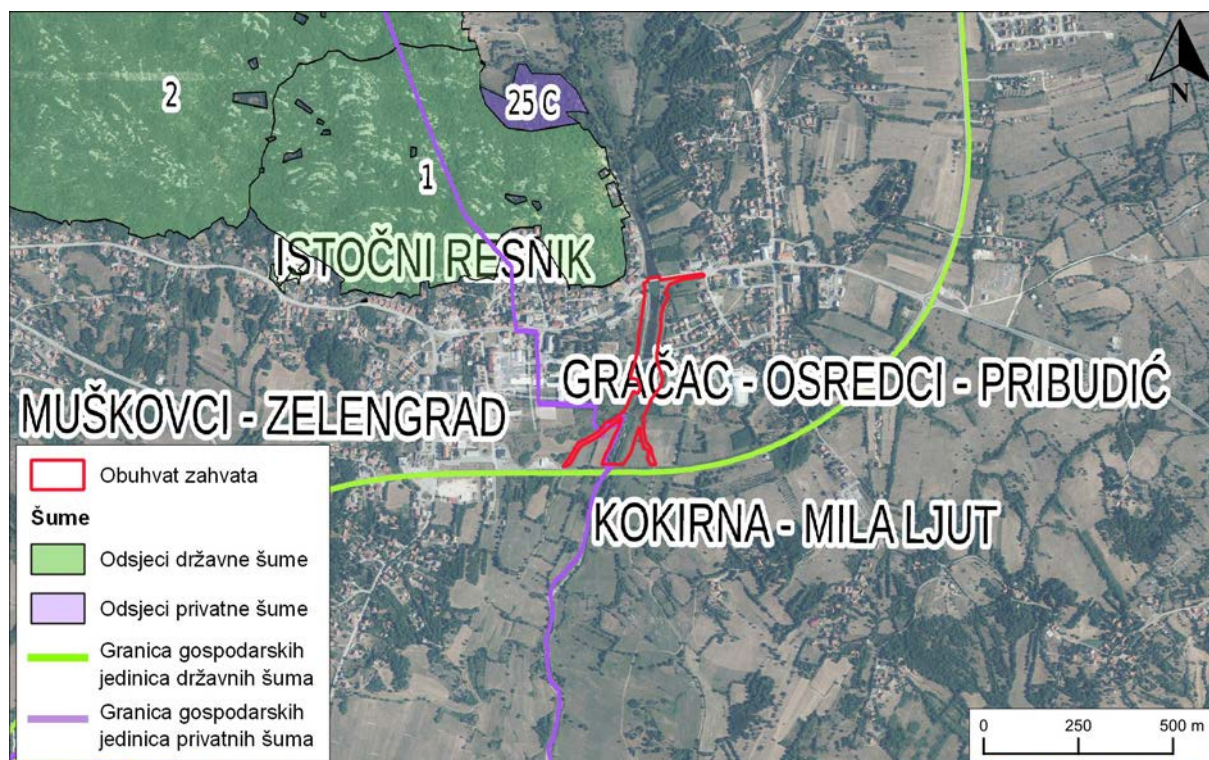 N
2
25 C
1
ISTOČNI RESNIK
GRAČAC - OSREDCI - PRIBUDIĆ
MUŠKOVCI - ZELENGRAD
KOKIRNA - MILA LJUT
Obuhvat zahvata
Šume
Odsjeci državne šume
Odsjeci privatne šume
Granica gospodarskih
jedinica državnih šuma
Granica gospodarskih
jedinica privatnih šuma
0 250 500 m